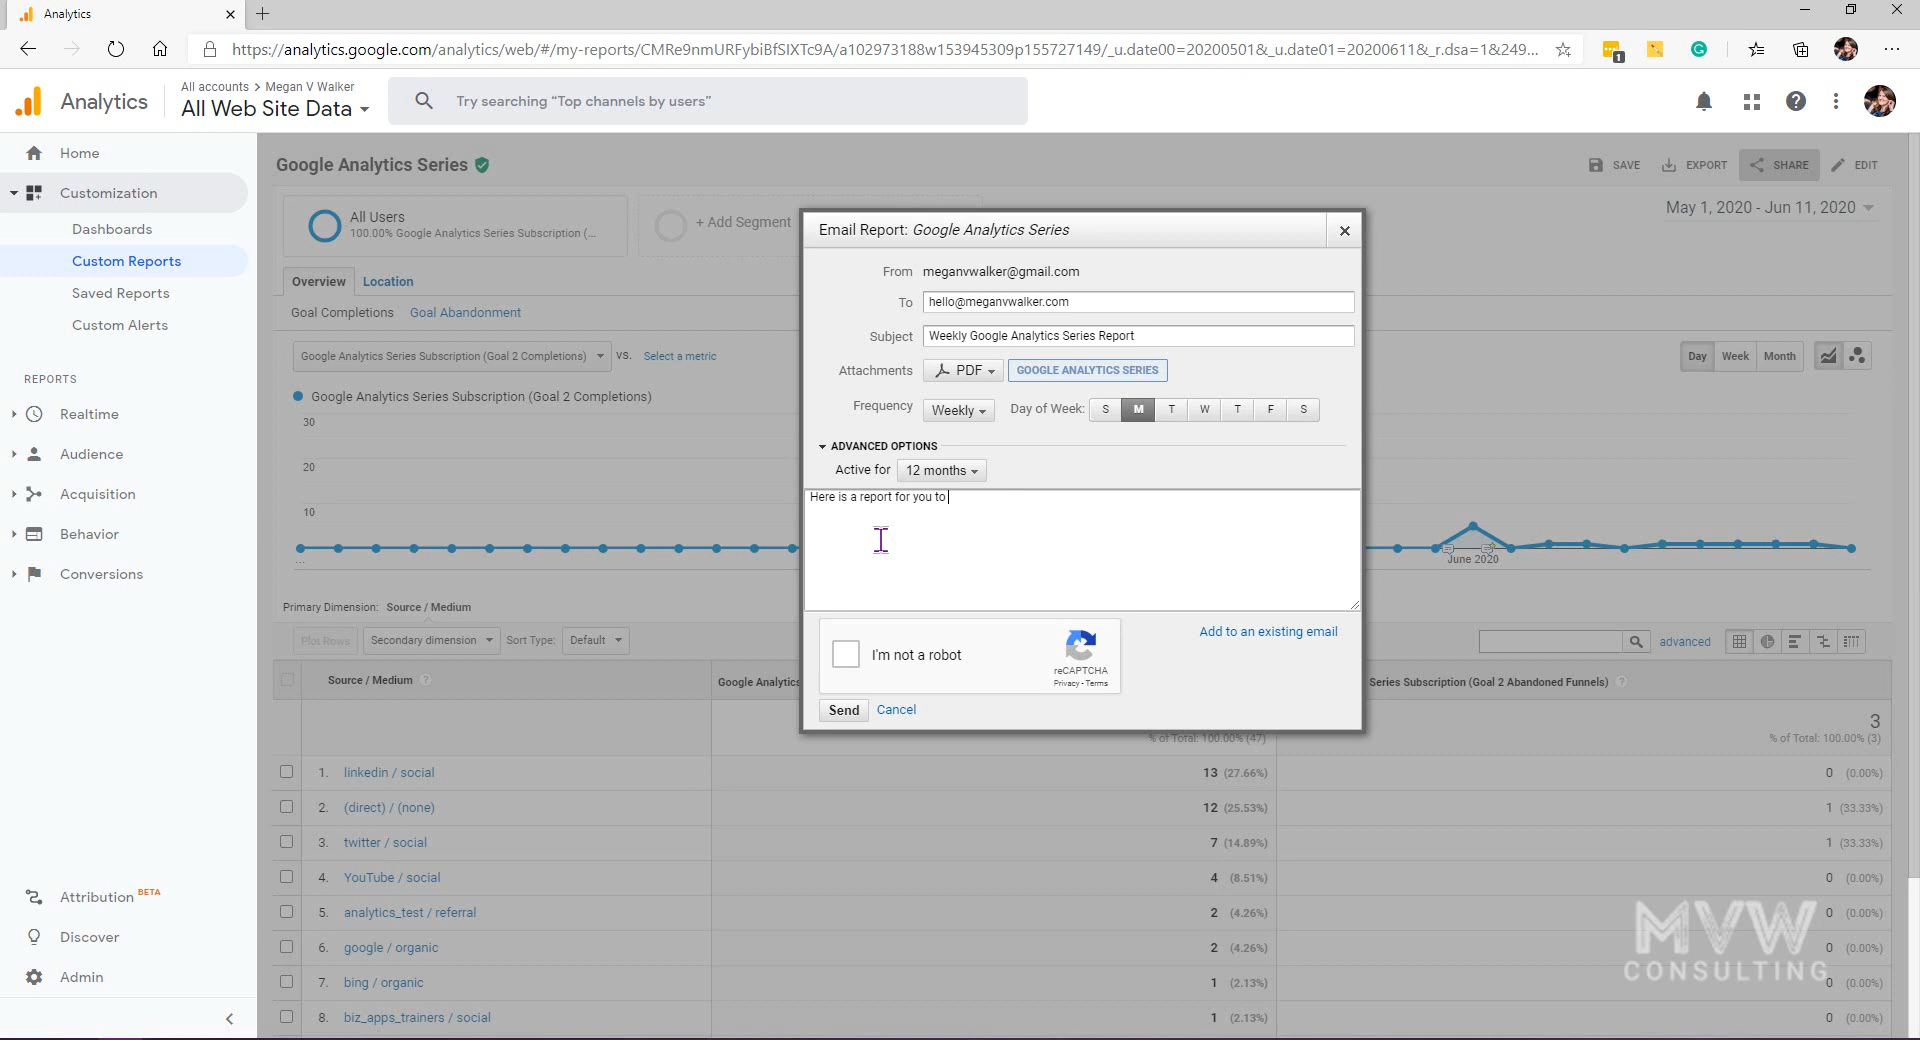 Analytics
https://analytics.google.com/analytics/web/#/my-reports/CMRe9nmURFybiBfSIXTc9A/a102973188w153945309p155727149/_u.date00=20200501&_u.date01=20200611&_r.dsa=1&249...
1
Analytics
All accounts > Megan V Walker
All Web Site Data
Try searching “Top channels by users”
Home
Customization
Dashboards
Custom Reports
Saved Reports
Custom Alerts
REPORTS
Realtime
Audience
Acquisition
Behavior
Conversions
Attribution BETA
Discover
Admin
Google Analytics Series
SAVE EXPORT SHARE EDIT
All Users
100.00% Google Analytics Series Subscription (...
+ Add Segment
May 1, 2020 - Jun 11, 2020
Overview Location
Goal Completions Goal Abandonment
Google Analytics Series Subscription (Goal 2 Completions) VS. Select a metric
Day Week Month
Google Analytics Series Subscription (Goal 2 Completions)
30
20
10
...
June 2020
Email Report: Google Analytics Series
From meganvwalker@gmail.com
To hello@meganvwalker.com
Subject Weekly Google Analytics Series Report
Attachments PDF GOOGLE ANALYTICS SERIES
Frequency Weekly Day of Week: S M T W T F S
ADVANCED OPTIONS
Active for 12 months
Here is a report for you to
I'm not a robot
reCAPTCHA
Privacy - Terms
Add to an existing email
Send Cancel
Primary Dimension: Source / Medium
Plot Rows Secondary dimension Sort Type: Default
advanced
Source / Medium ? Google Analytics Series Subscription (Goal 2 Abandoned Funnels) ?
3
% of Total: 100.00% (47) % of Total: 100.00% (3)
1. linkedin / social 13 (27.66%) 0 (0.00%)
2. (direct) / (none) 12 (25.53%) 1 (33.33%)
3. twitter / social 7 (14.89%) 1 (33.33%)
4. YouTube / social 4 (8.51%) 0 (0.00%)
5. analytics_test / referral 2 (4.26%) 0 (0.00%)
6. google / organic 2 (4.26%) 0 (0.00%)
7. bing / organic 1 (2.13%) 0 (0.00%)
8. biz_apps_trainers / social 1 (2.13%) 0 (0.00%)
MVW
CONSULTING